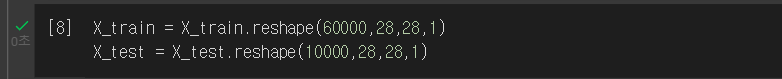 [8] X_train = X_train.reshape(60000,28,28,1)
0초 X_test = X_test.reshape(10000,28,28,1)